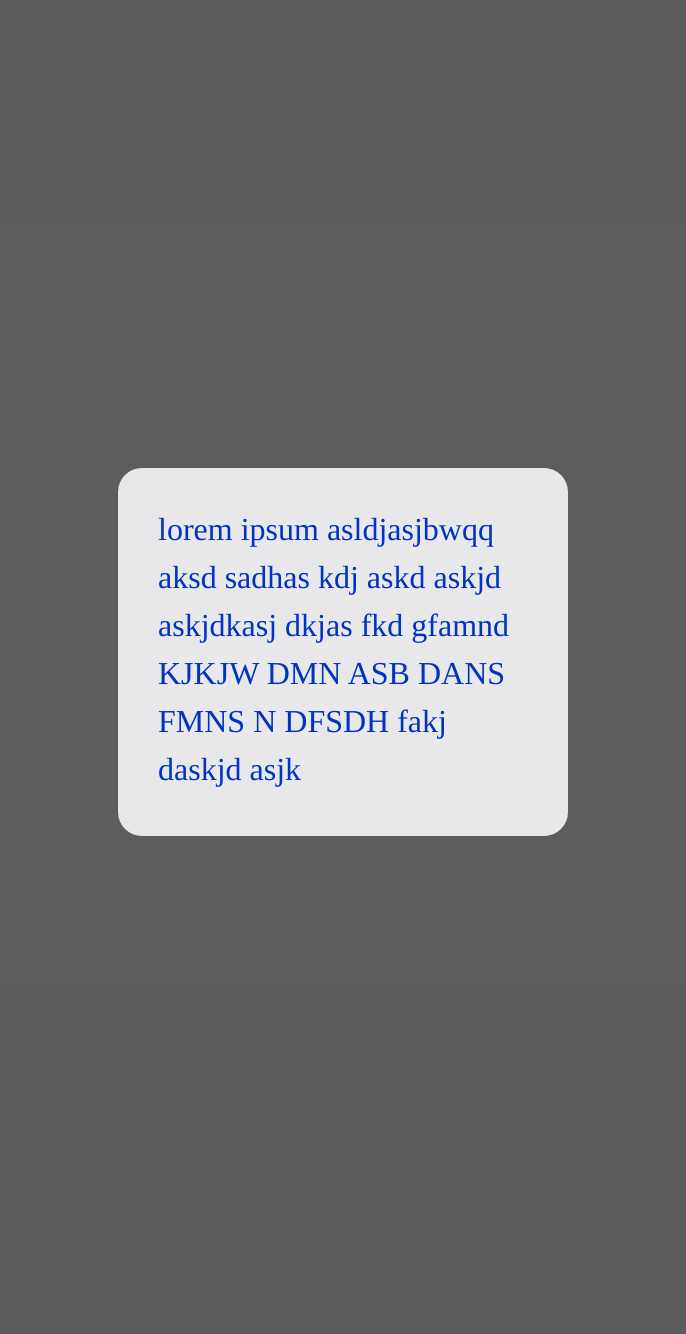 lorem ipsum asldjasjbwqq
aksd sadhas kdj askd askjd
askjdkasj dkjas fkd gfamnd
KJKJW DMN ASB DANS
FMNS N DFSDH fakj
daskjd asjk